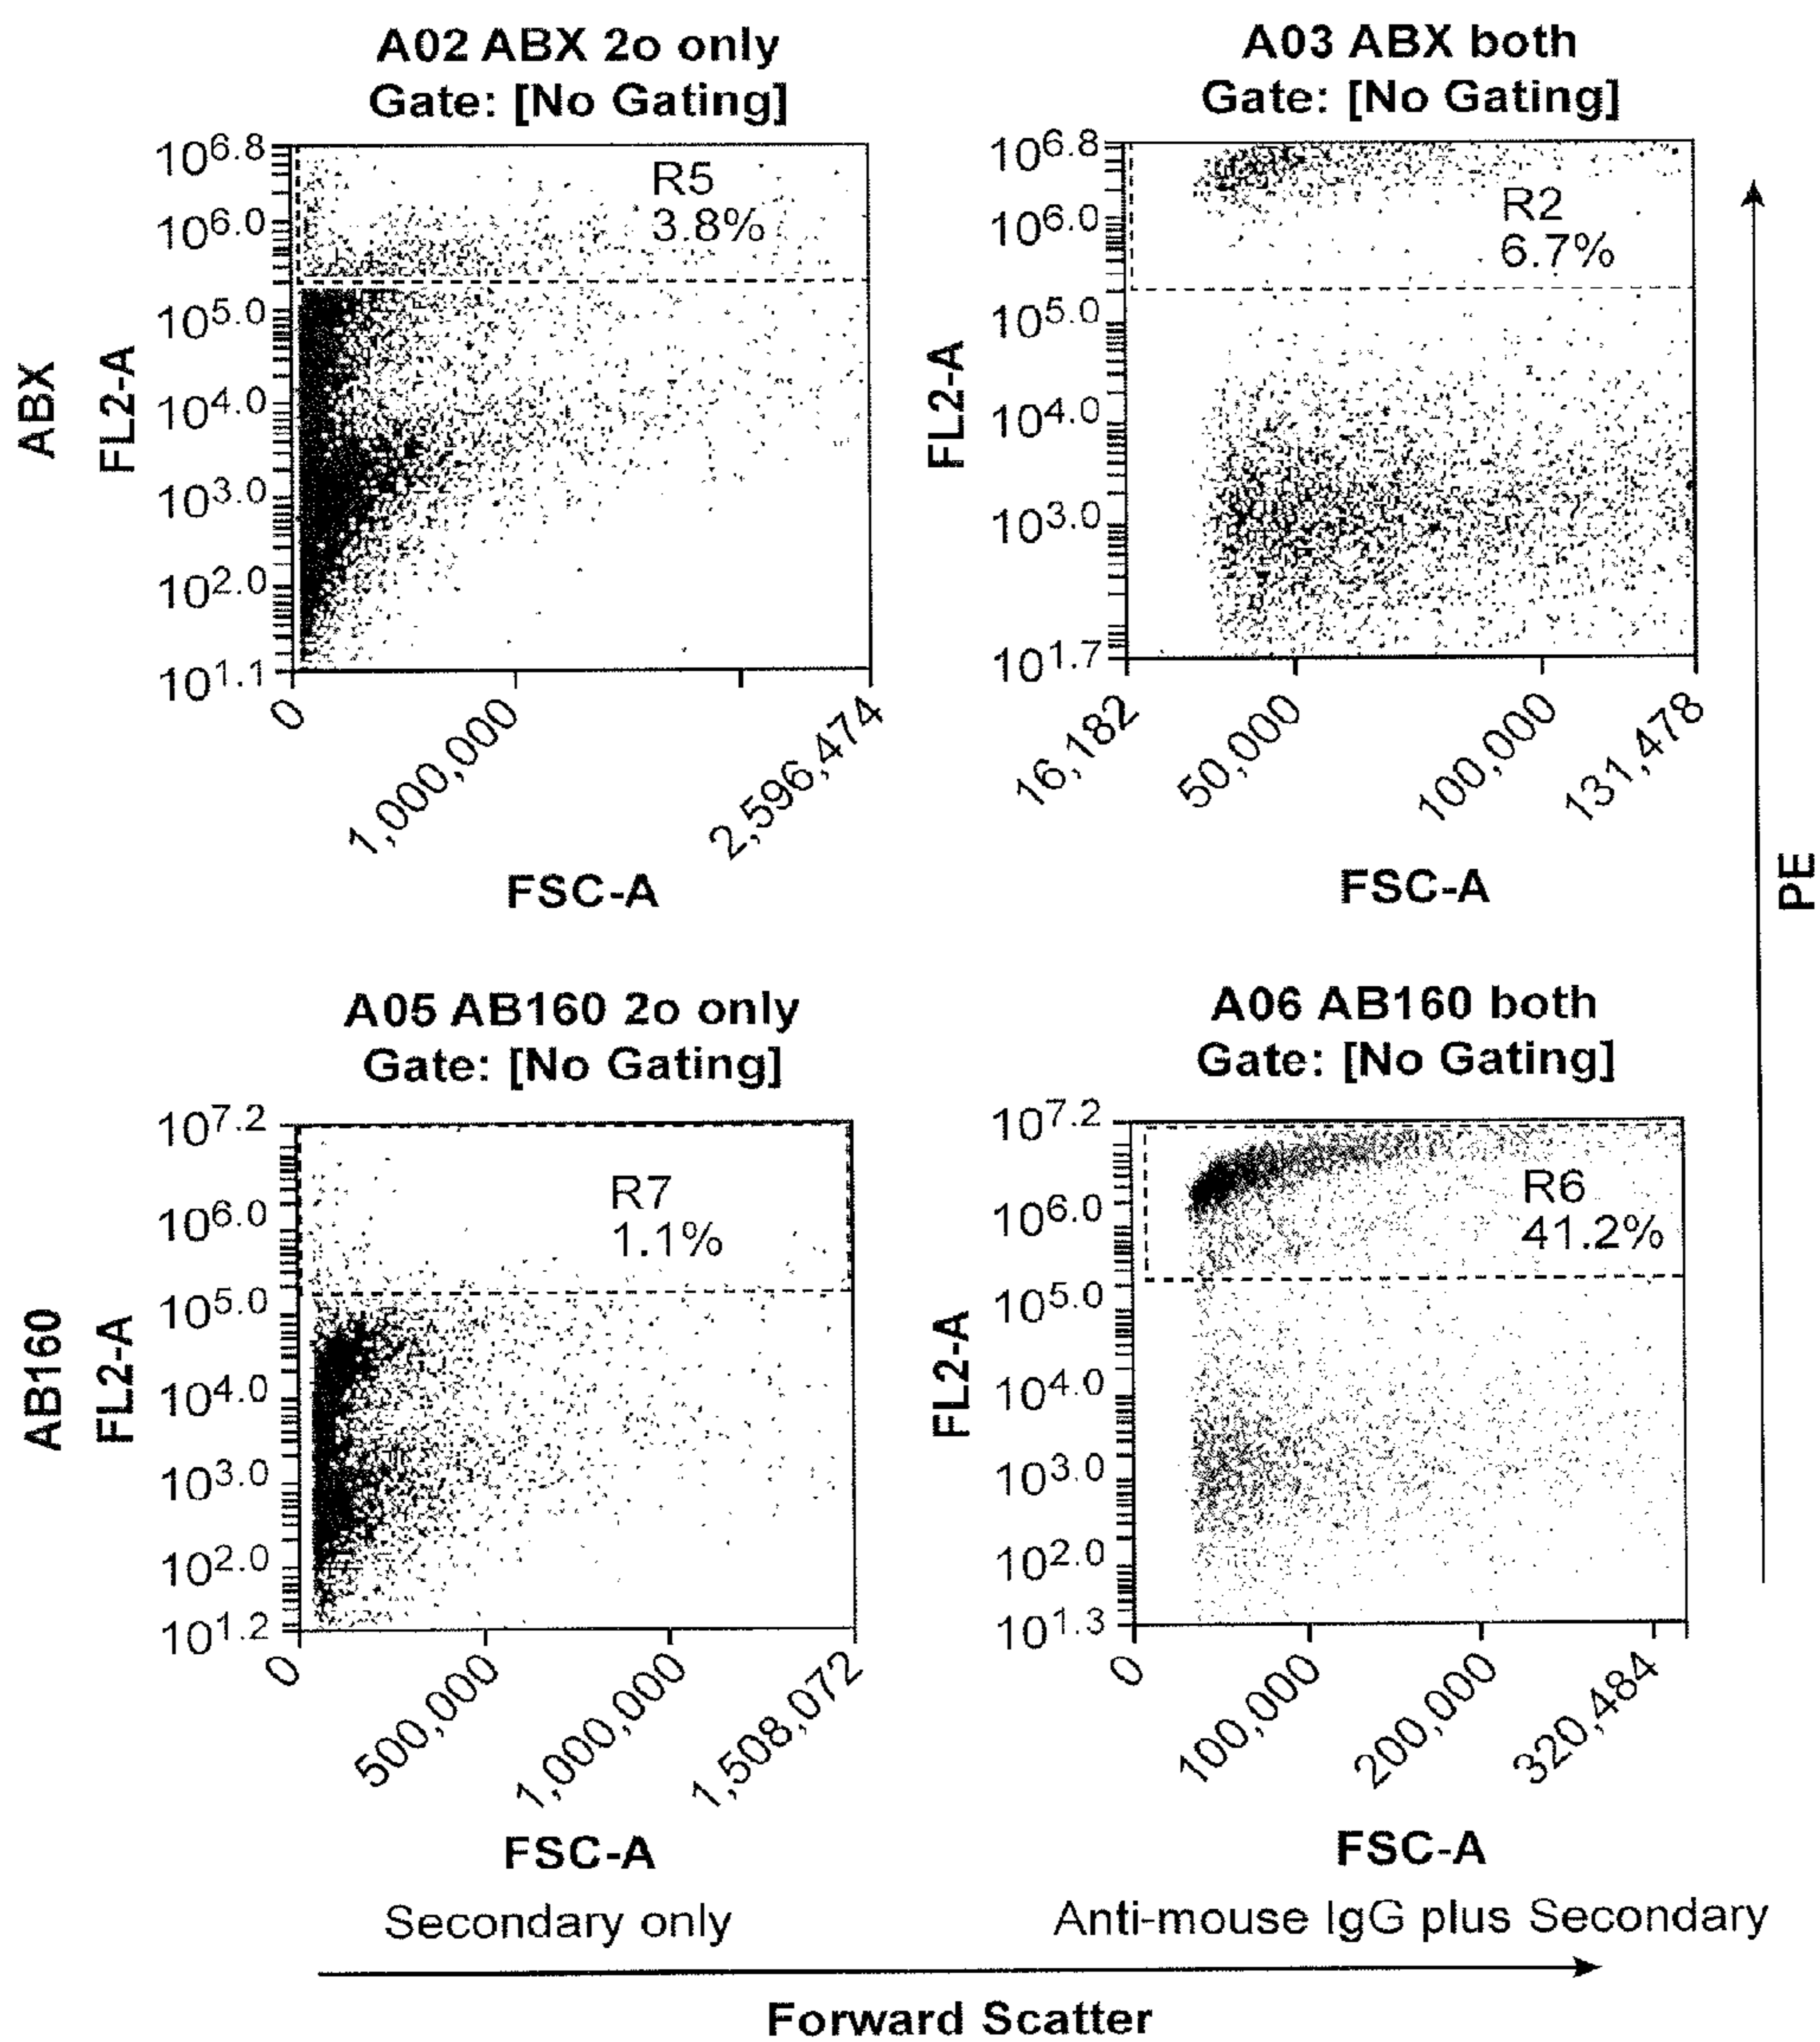 A02 ABX 2o only
Gate: [No Gating]
ABX
FL2-A
10^6.8
10^6.0
10^5.0
10^4.0
10^3.0
10^2.0
10^1.1
R5
3.8%
0
1,000,000
2,596,474
FSC-A
A03 ABX both
Gate: [No Gating]
FL2-A
10^6.8
10^6.0
10^5.0
10^4.0
10^3.0
10^1.7
R2
6.7%
16,182
50,000
100,000
131,478
FSC-A
PE
A05 AB160 2o only
Gate: [No Gating]
AB160
FL2-A
10^7.2
10^6.0
10^5.0
10^4.0
10^3.0
10^2.0
10^1.2
R7
1.1%
0
500,000
1,000,000
1,508,072
FSC-A
Secondary only
A06 AB160 both
Gate: [No Gating]
FL2-A
10^7.2
10^6.0
10^5.0
10^4.0
10^3.0
10^2.0
10^1.3
R6
41.2%
0
100,000
200,000
320,484
FSC-A
Anti-mouse IgG plus Secondary
Forward Scatter